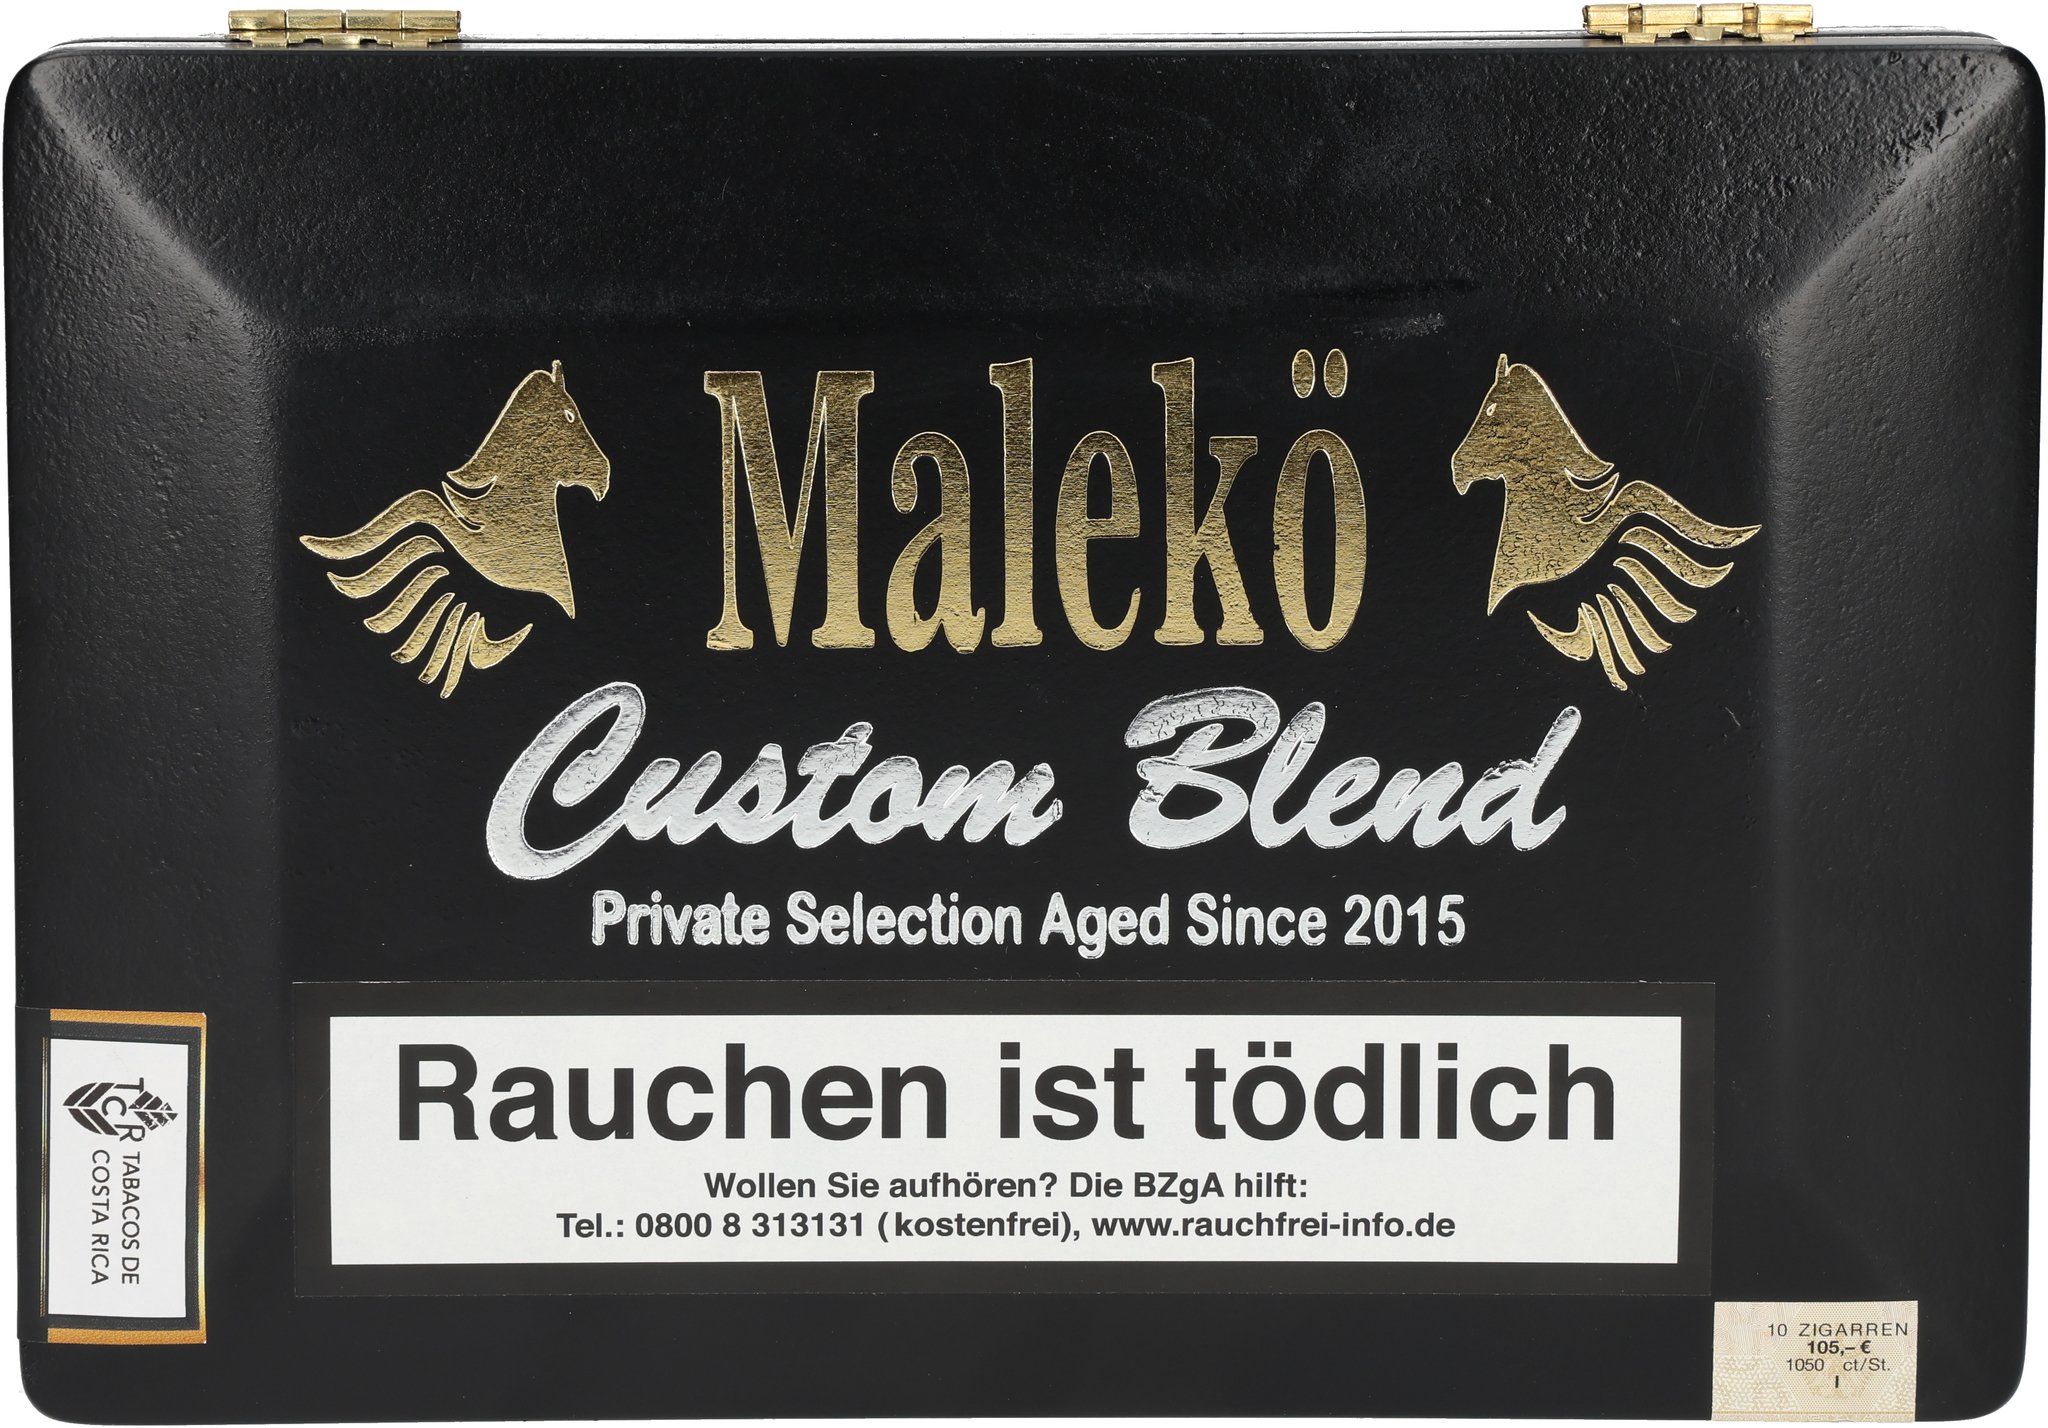 Malekö
Custom Blend
Private Selection Aged Since 2015
Rauchen ist tödlich
Wollen Sie aufhören? Die BZgA hilft:
Tel.: 0800 8 313131 (kostenfrei), www.rauchfrei-info.de
TCR
TABACOS DE
COSTA RICA
10 ZIGARREN
105,– €
1050 ct/St.
I